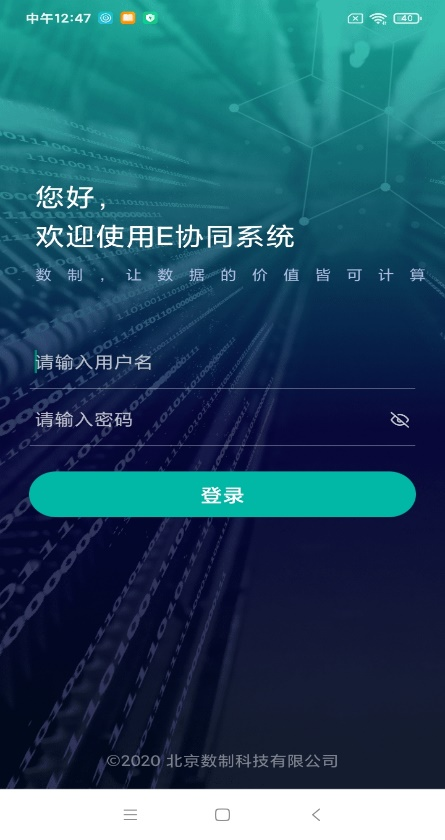 中午12:47
40
您好，
欢迎使用E协同系统
数制，让数据的价值皆可计算
请输入用户名
请输入密码
登录
©2020 北京数制科技有限公司